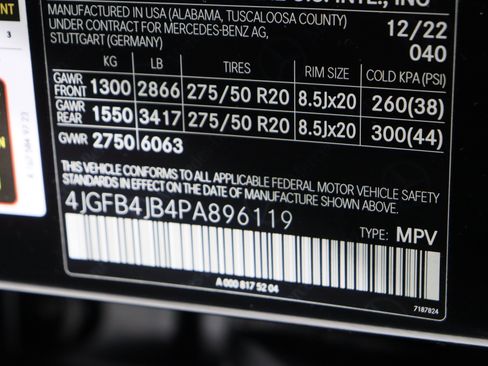 INC
MANUFACTURED IN USA (ALABAMA, TUSCALOOSA COUNTY)
UNDER CONTRACT FOR MERCEDES-BENZ AG,
STUTTGART (GERMANY)
12/22
040
KG LB TIRES RIM SIZE COLD KPA (PSI)
GAWR FRONT 1300 2866 275/50 R20 8.5Jx20 260(38)
GAWR REAR 1550 3417 275/50 R20 8.5Jx20 300(44)
GVWR 2750 6063
THIS VEHICLE CONFORMS TO ALL APPLICABLE FEDERAL MOTOR VEHICLE SAFETY
STANDARDS IN EFFECT ON THE DATE OF MANUFACTURE SHOWN ABOVE.
4JGFB4JB4PA896119
TYPE: MPV
A 000 817 52 04
7187824
3